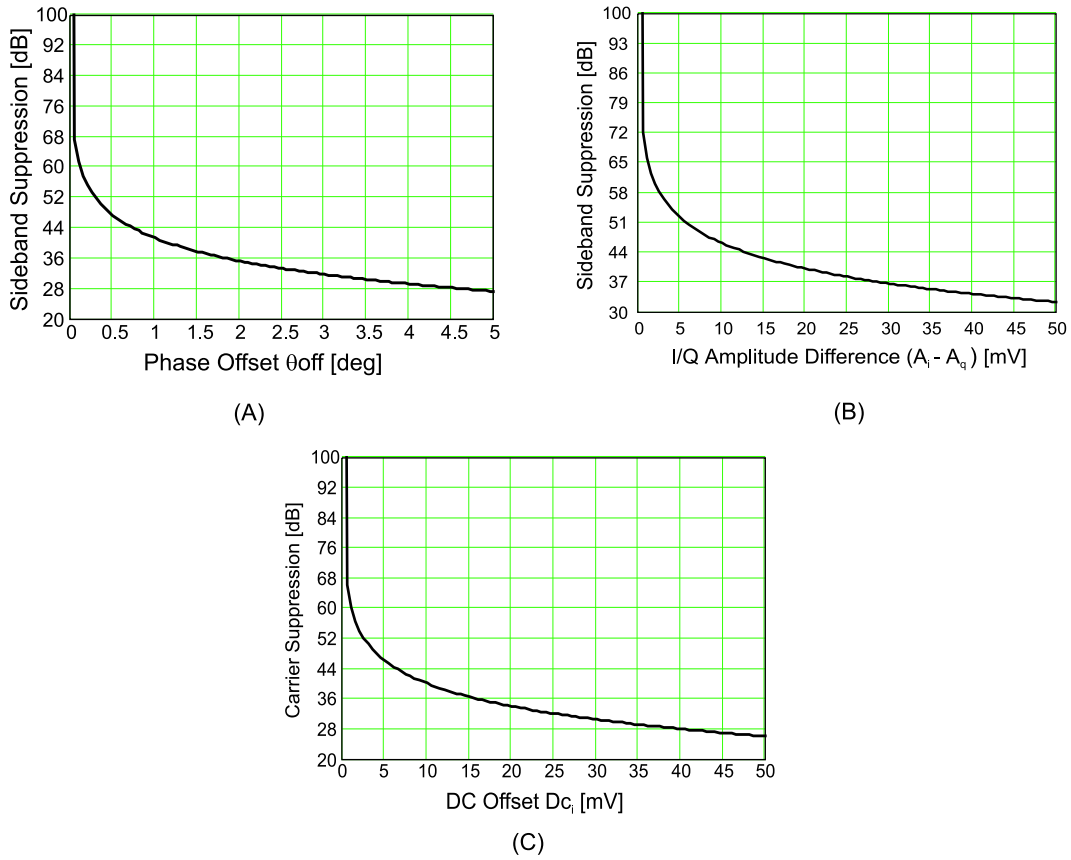 Sideband Suppression [dB]
100
92
84
76
68
60
52
44
36
28
20
0 0.5 1 1.5 2 2.5 3 3.5 4 4.5 5
Phase Offset θoff [deg]
(A)
Sideband Suppression [dB]
100
93
86
79
72
65
58
51
44
37
30
0 5 10 15 20 25 30 35 40 45 50
I/Q Amplitude Difference (Ai - Aq) [mV]
(B)
Carrier Suppression [dB]
100
92
84
76
68
60
52
44
36
28
20
0 5 10 15 20 25 30 35 40 45 50
DC Offset Dci [mV]
(C)